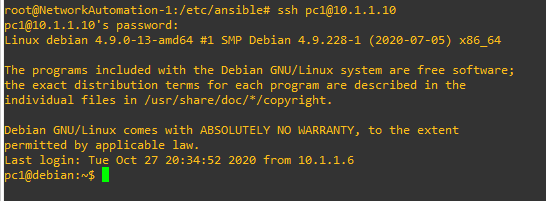 root@NetworkAutomation-1:/etc/ansible# ssh pc1@10.1.1.10
pc1@10.1.1.10's password:
Linux debian 4.9.0-13-amd64 #1 SMP Debian 4.9.228-1 (2020-07-05) x86_64
The programs included with the Debian GNU/Linux system are free software;
the exact distribution terms for each program are described in the
individual files in /usr/share/doc/*/copyright.
Debian GNU/Linux comes with ABSOLUTELY NO WARRANTY, to the extent
permitted by applicable law.
Last login: Tue Oct 27 20:34:52 2020 from 10.1.1.6
pc1@debian:~$